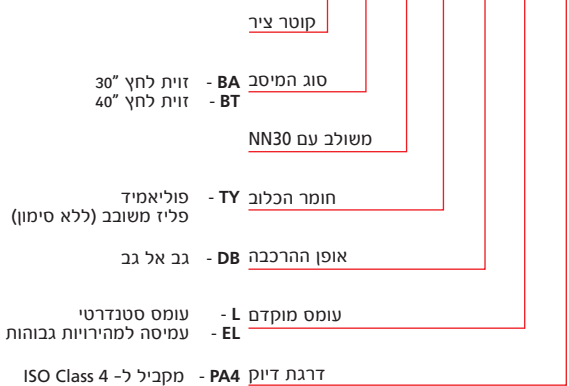 קוטר ציר
סוג המיסב BA - זוית לחץ 30״
BT - זוית לחץ 40״
משולב עם NN30
חומר הכלוב TY - פוליאמיד
פליז משובב (ללא סימון)
אופן ההרכבה DB - גב אל גב
עומס מוקדם L - עומס סטנדרטי
EL - עמיסה למהירויות גבוהות
דרגת דיוק PA4 - מקביל ל- ISO Class 4